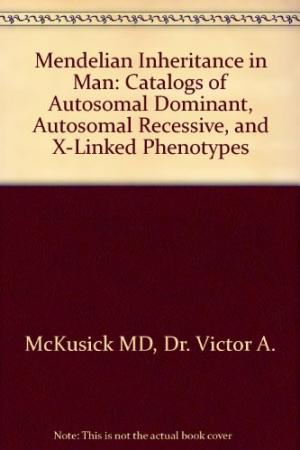 Mendelian Inheritance in
Man: Catalogs of
Autosomal Dominant,
Autosomal Recessive, and
X-Linked Phenotypes
McKusick MD, Dr. Victor A.
Note: This is not the actual book cover